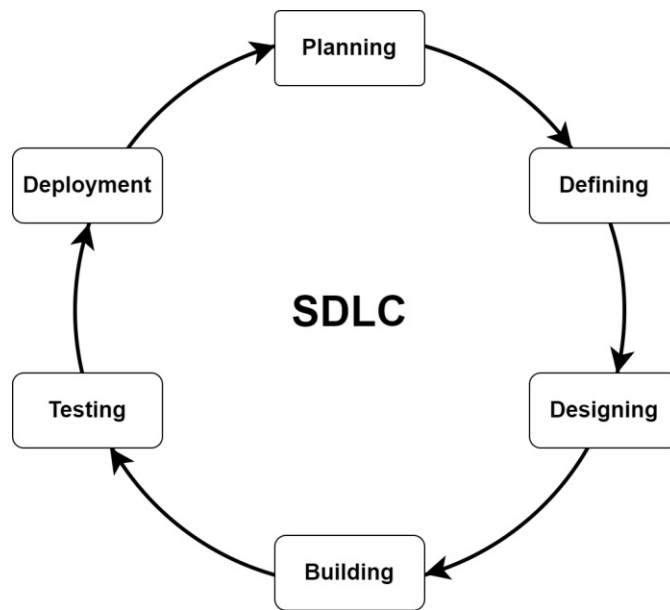 Planning
Defining
Designing
Building
Testing
Deployment
SDLC